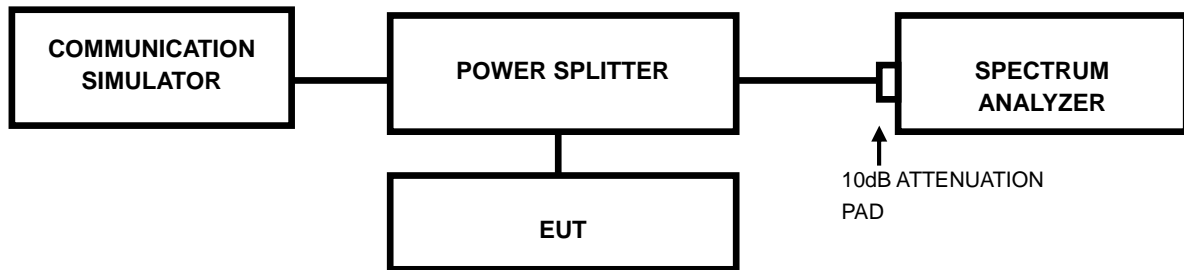 COMMUNICATION
SIMULATOR
POWER SPLITTER
SPECTRUM
ANALYZER
10dB ATTENUATION
PAD
EUT